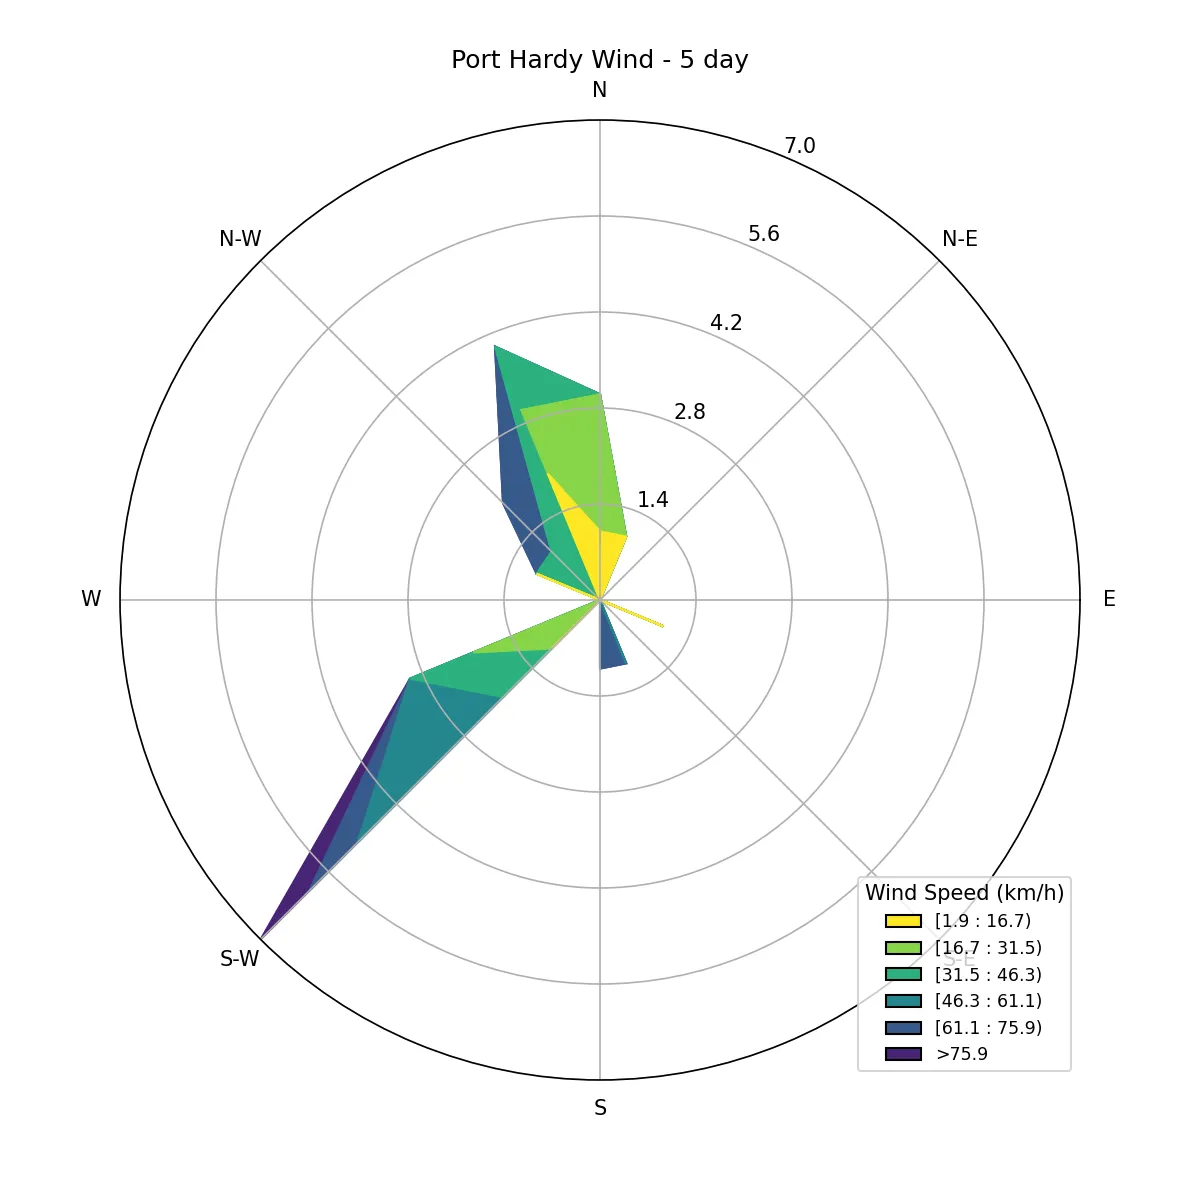 Port Hardy Wind - 5 day
N
7.0
N-W
5.6
N-E
4.2
2.8
1.4
W
E
Wind Speed (km/h)
[1.9 : 16.7)
[16.7 : 31.5)
S-W
S-E
[31.5 : 46.3)
[46.3 : 61.1)
[61.1 : 75.9)
>75.9
S